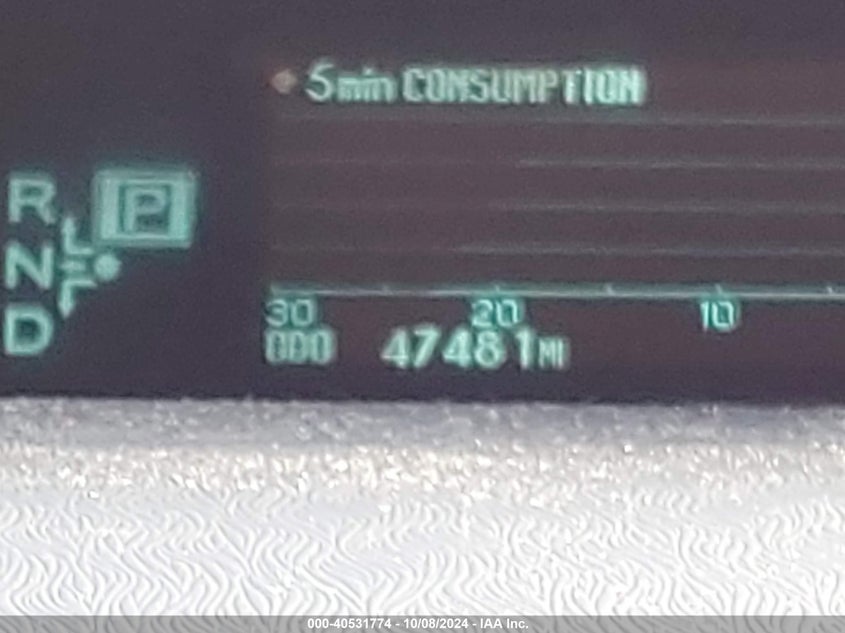 5min CONSUMPTION
R P
N
D
30 20 10
ODO 47481MI
000-40531774 - 10/08/2024 - IAA Inc.